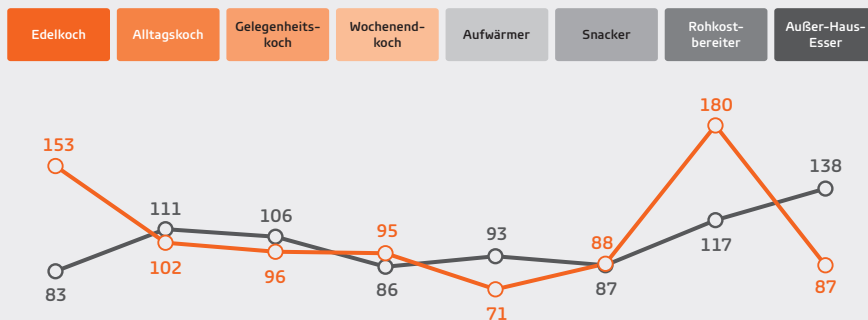 Edelkoch
Alltagskoch
Gelegenheits-
koch
Wochenend-
koch
Aufwärmer
Snacker
Rohkost-
bereiter
Außer-Haus-
Esser
153
83
111
102
106
96
95
86
93
71
88
87
180
117
138
87